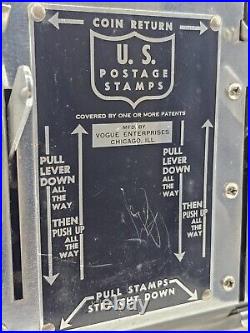 COIN RETURN
U. S.
POSTAGE
STAMPS
COVERED BY ONE OR MORE PATENTS
MFD. BY
VOGUE ENTERPRISES
CHICAGO, ILL.
PULL
LEVER
DOWN
ALL
THE
WAY
THEN
PUSH UP
ALL
THE
WAY
PULL
LEVER
DOWN
ALL
THE
WAY
THEN
PUSH UP
ALL
THE
WAY
PULL STAMPS
DOWN